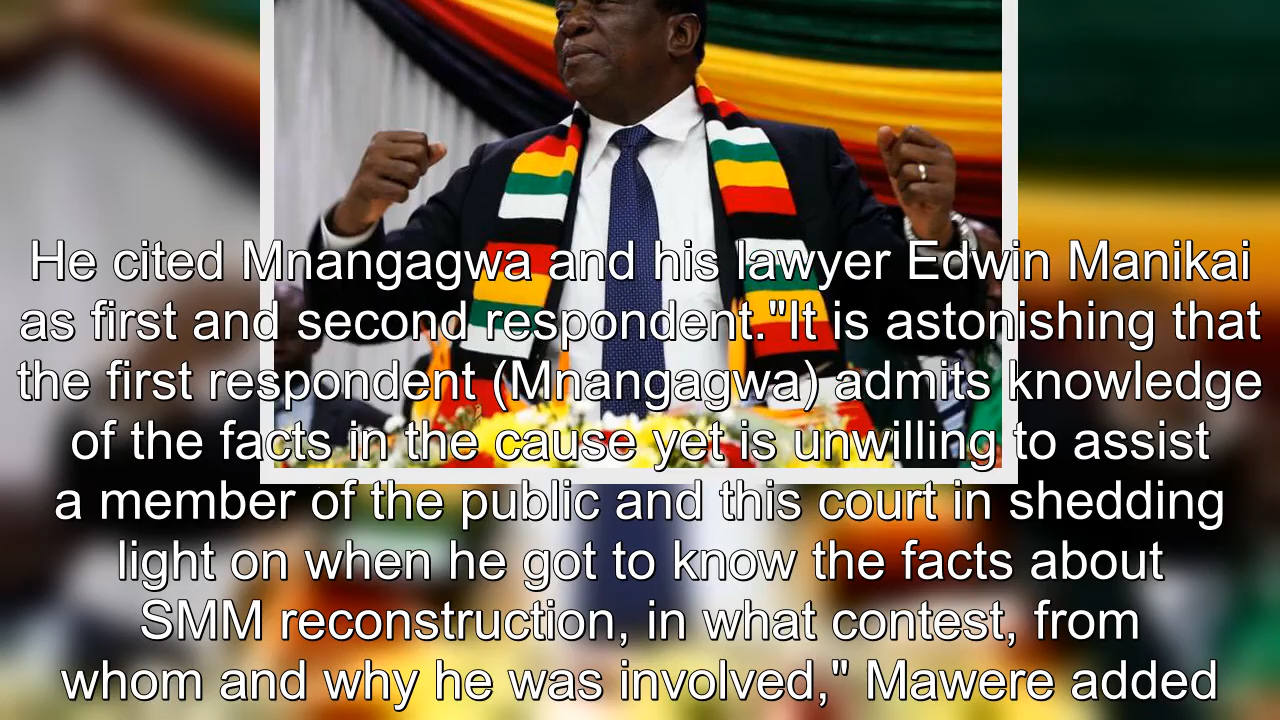 He cited Mnangagwa and his lawyer Edwin Manikai
as first and second respondent."It is astonishing that
the first respondent (Mnangagwa) admits knowledge
of the facts in the cause yet is unwilling to assist
a member of the public and this court in shedding
light on when he got to know the facts about
SMM reconstruction, in what contest, from
whom and why he was involved," Mawere added